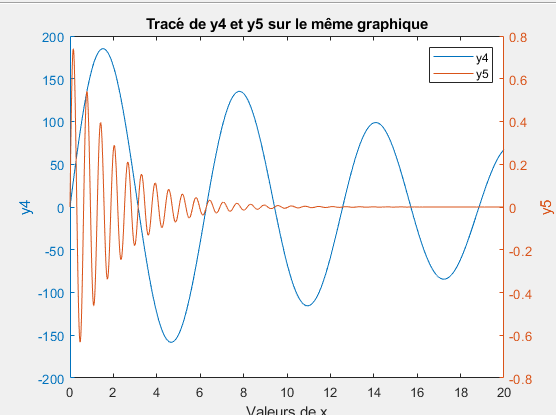 Tracé de y4 et y5 sur le même graphique
200
150
100
50
0
-50
-100
-150
-200
y4
0.8
0.6
0.4
0.2
0
-0.2
-0.4
-0.6
-0.8
y5
y4
y5
0 2 4 6 8 10 12 14 16 18 20
Valeurs de x